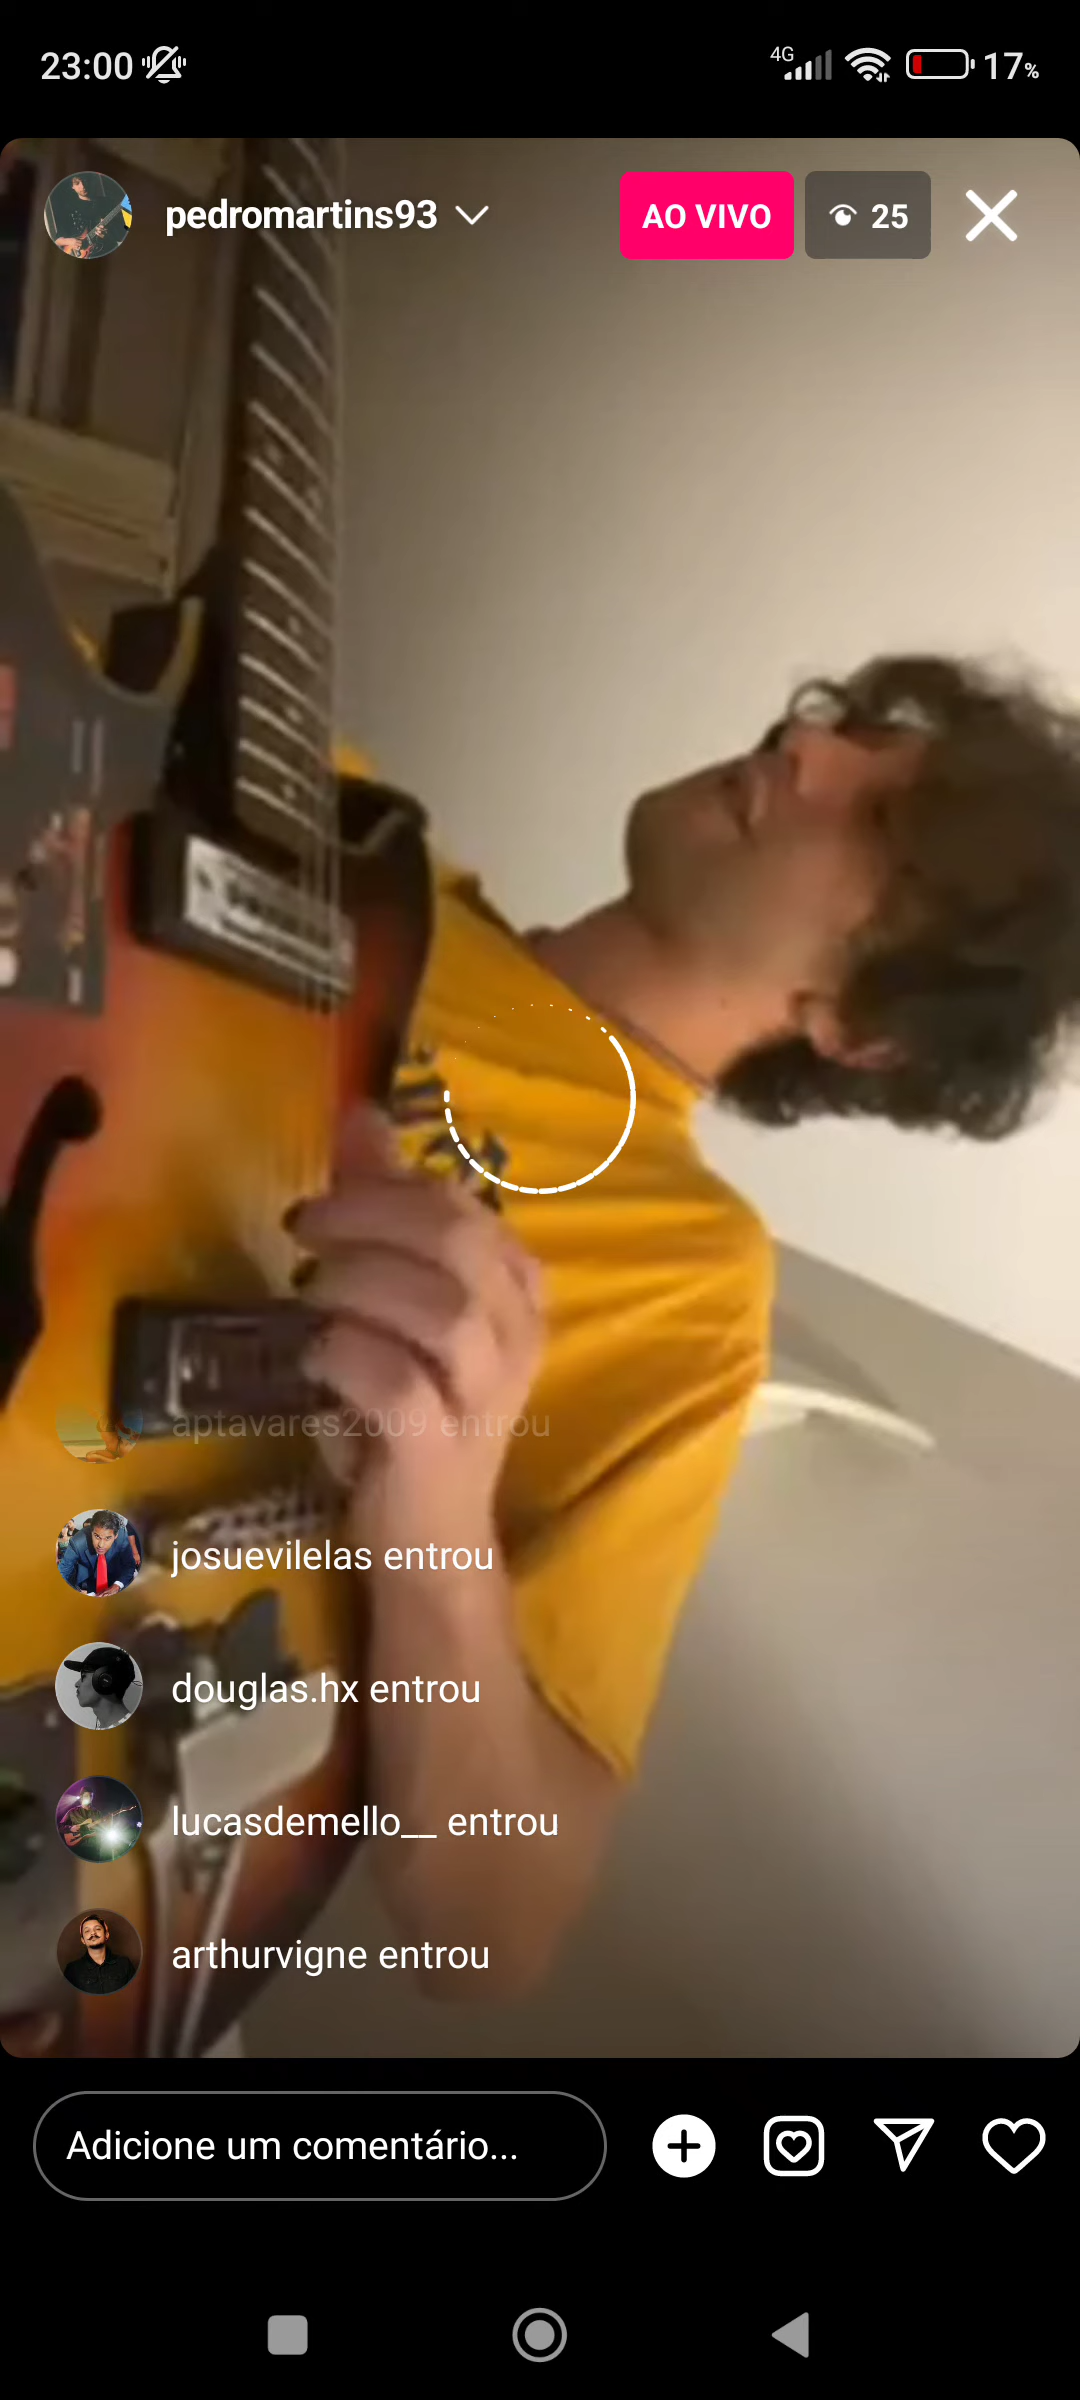 23:00
4G
17%
pedromartins93
AO VIVO
25
aptavares2009 entrou
josuevilelas entrou
douglas.hx entrou
lucasdemello__ entrou
arthurvigne entrou
Adicione um comentário...